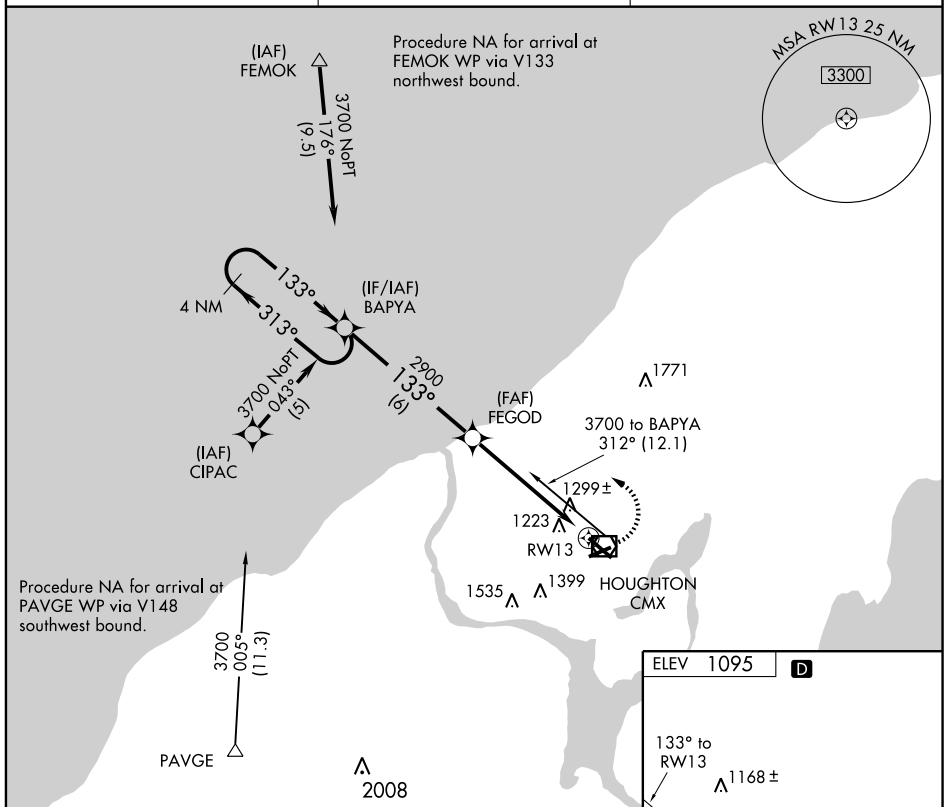 (IAF)
FEMOK
Procedure NA for arrival at
FEMOK WP via V133
northwest bound.
MSA RW13 25 NM
3300
3700 NoPT
176°
(9.5)
4 NM
133°
313°
(IF/IAF)
BAPYA
3700 NoPT
043°
(5)
(IAF)
CIPAC
2900
133°
(6)
(FAF)
FEGOD
1771
3700 to BAPYA
312° (12.1)
1299±
1223
RW13
HOUGHTON
CMX
1535
1399
Procedure NA for arrival at
PAVGE WP via V148
southwest bound.
3700
005°
(11.3)
PAVGE
2008
ELEV 1095
D
133° to
RW13
1168±